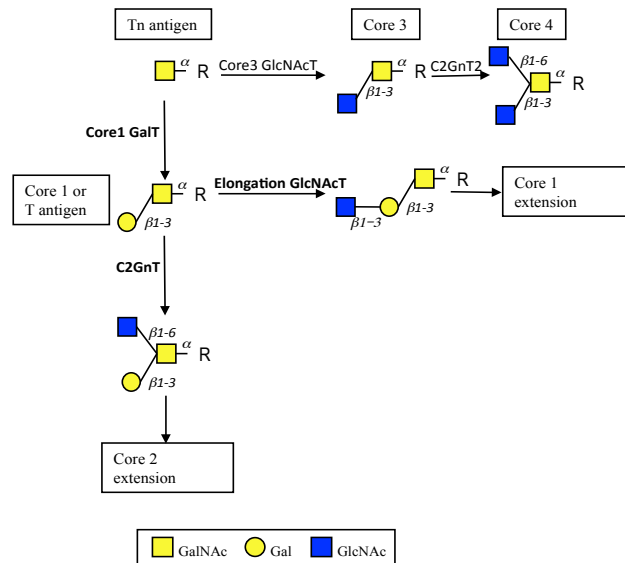 Tn antigen
Core 3
Core 4
α R
Core3 GlcNAcT
α R
β1-3
C2GnT2
β1-6
α R
β1-3
Core1 GalT
Core 1 or
T antigen
α R
β1-3
Elongation GlcNAcT
α R
β1-3
β1-3
Core 1
extension
C2GnT
β1-6
α R
β1-3
Core 2
extension
GalNAc Gal GlcNAc